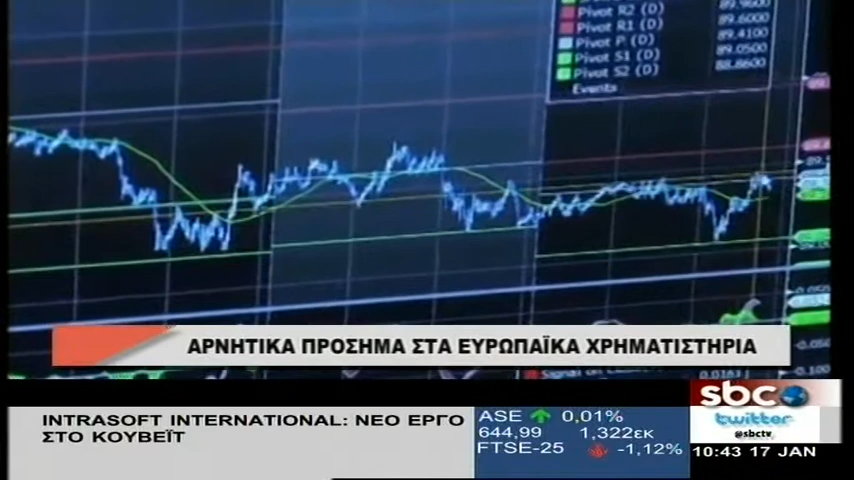 Pivot R2 (D) 89.9600
Pivot R1 (D) 89.6000
Pivot P (D) 89.4100
Pivot S1 (D) 89.0500
Pivot S2 (D) 88.8600
Events
ΑΡΝΗΤΙΚΑ ΠΡΟΣΗΜΑ ΣΤΑ ΕΥΡΩΠΑΪΚΑ ΧΡΗΜΑΤΙΣΤΗΡΙΑ
INTRASOFT INTERNATIONAL: ΝΕΟ ΕΡΓΟ
ΣΤΟ ΚΟΥΒΕΪΤ
ASE 0,01%
644,99 1,322εκ
FTSE-25 -1,12%
sbc
twitter
@sbctv
10:43 17 JAN